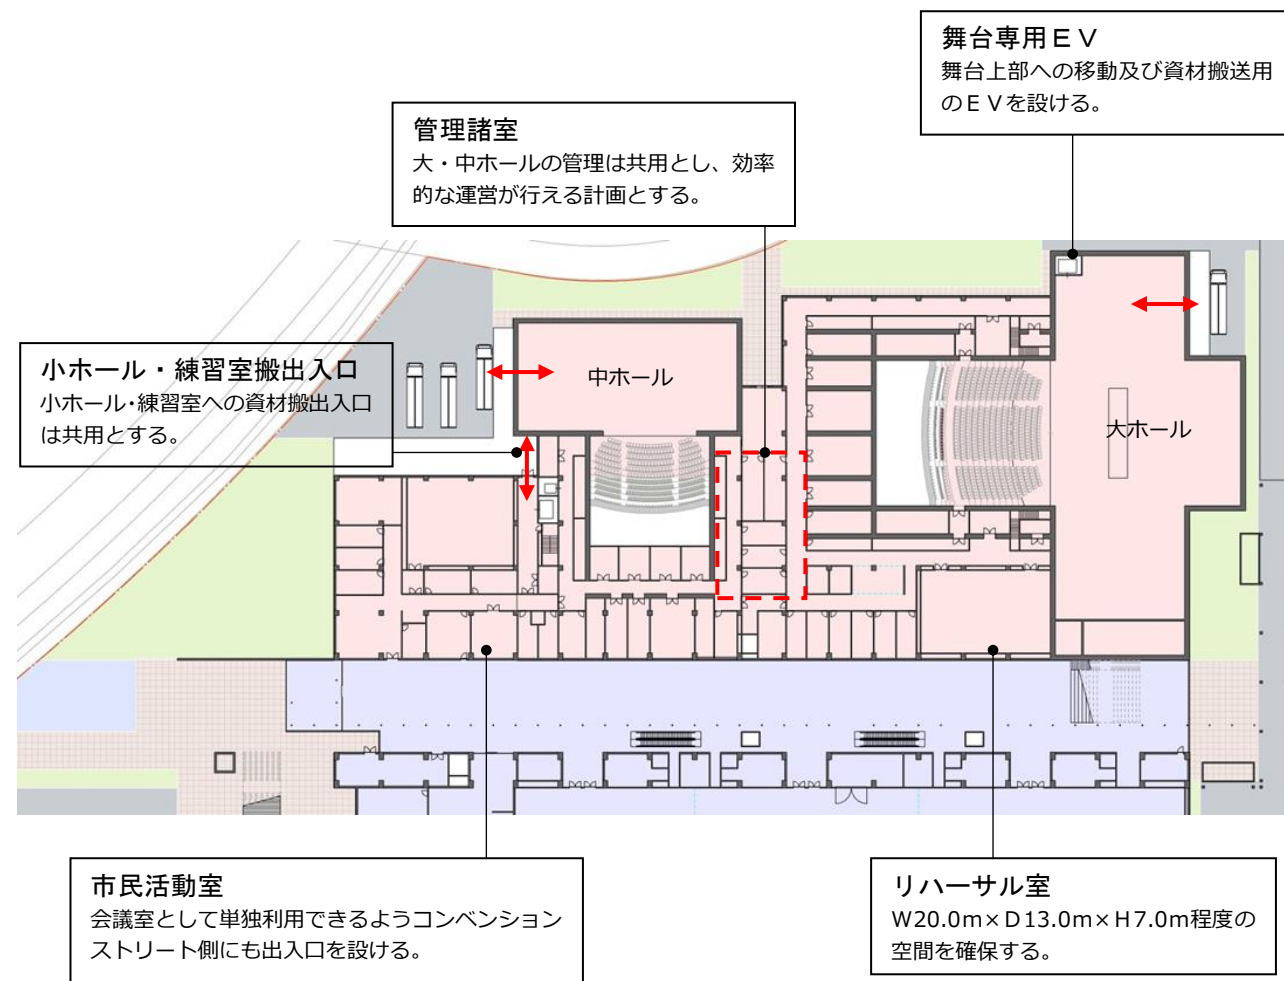 舞台専用ＥＶ
舞台上部への移動及び資材搬送用
のＥＶを設ける。
管理諸室
大・中ホールの管理は共用とし、効率
的な運営が行える計画とする。
小ホール・練習室搬出入口
小ホール・練習室への資材搬出入口
は共用とする。
中ホール
大ホール
市民活動室
会議室として単独利用できるようコンベンション
ストリート側にも出入口を設ける。
リハーサル室
W20.0m×D13.0m×H7.0m程度の
空間を確保する。